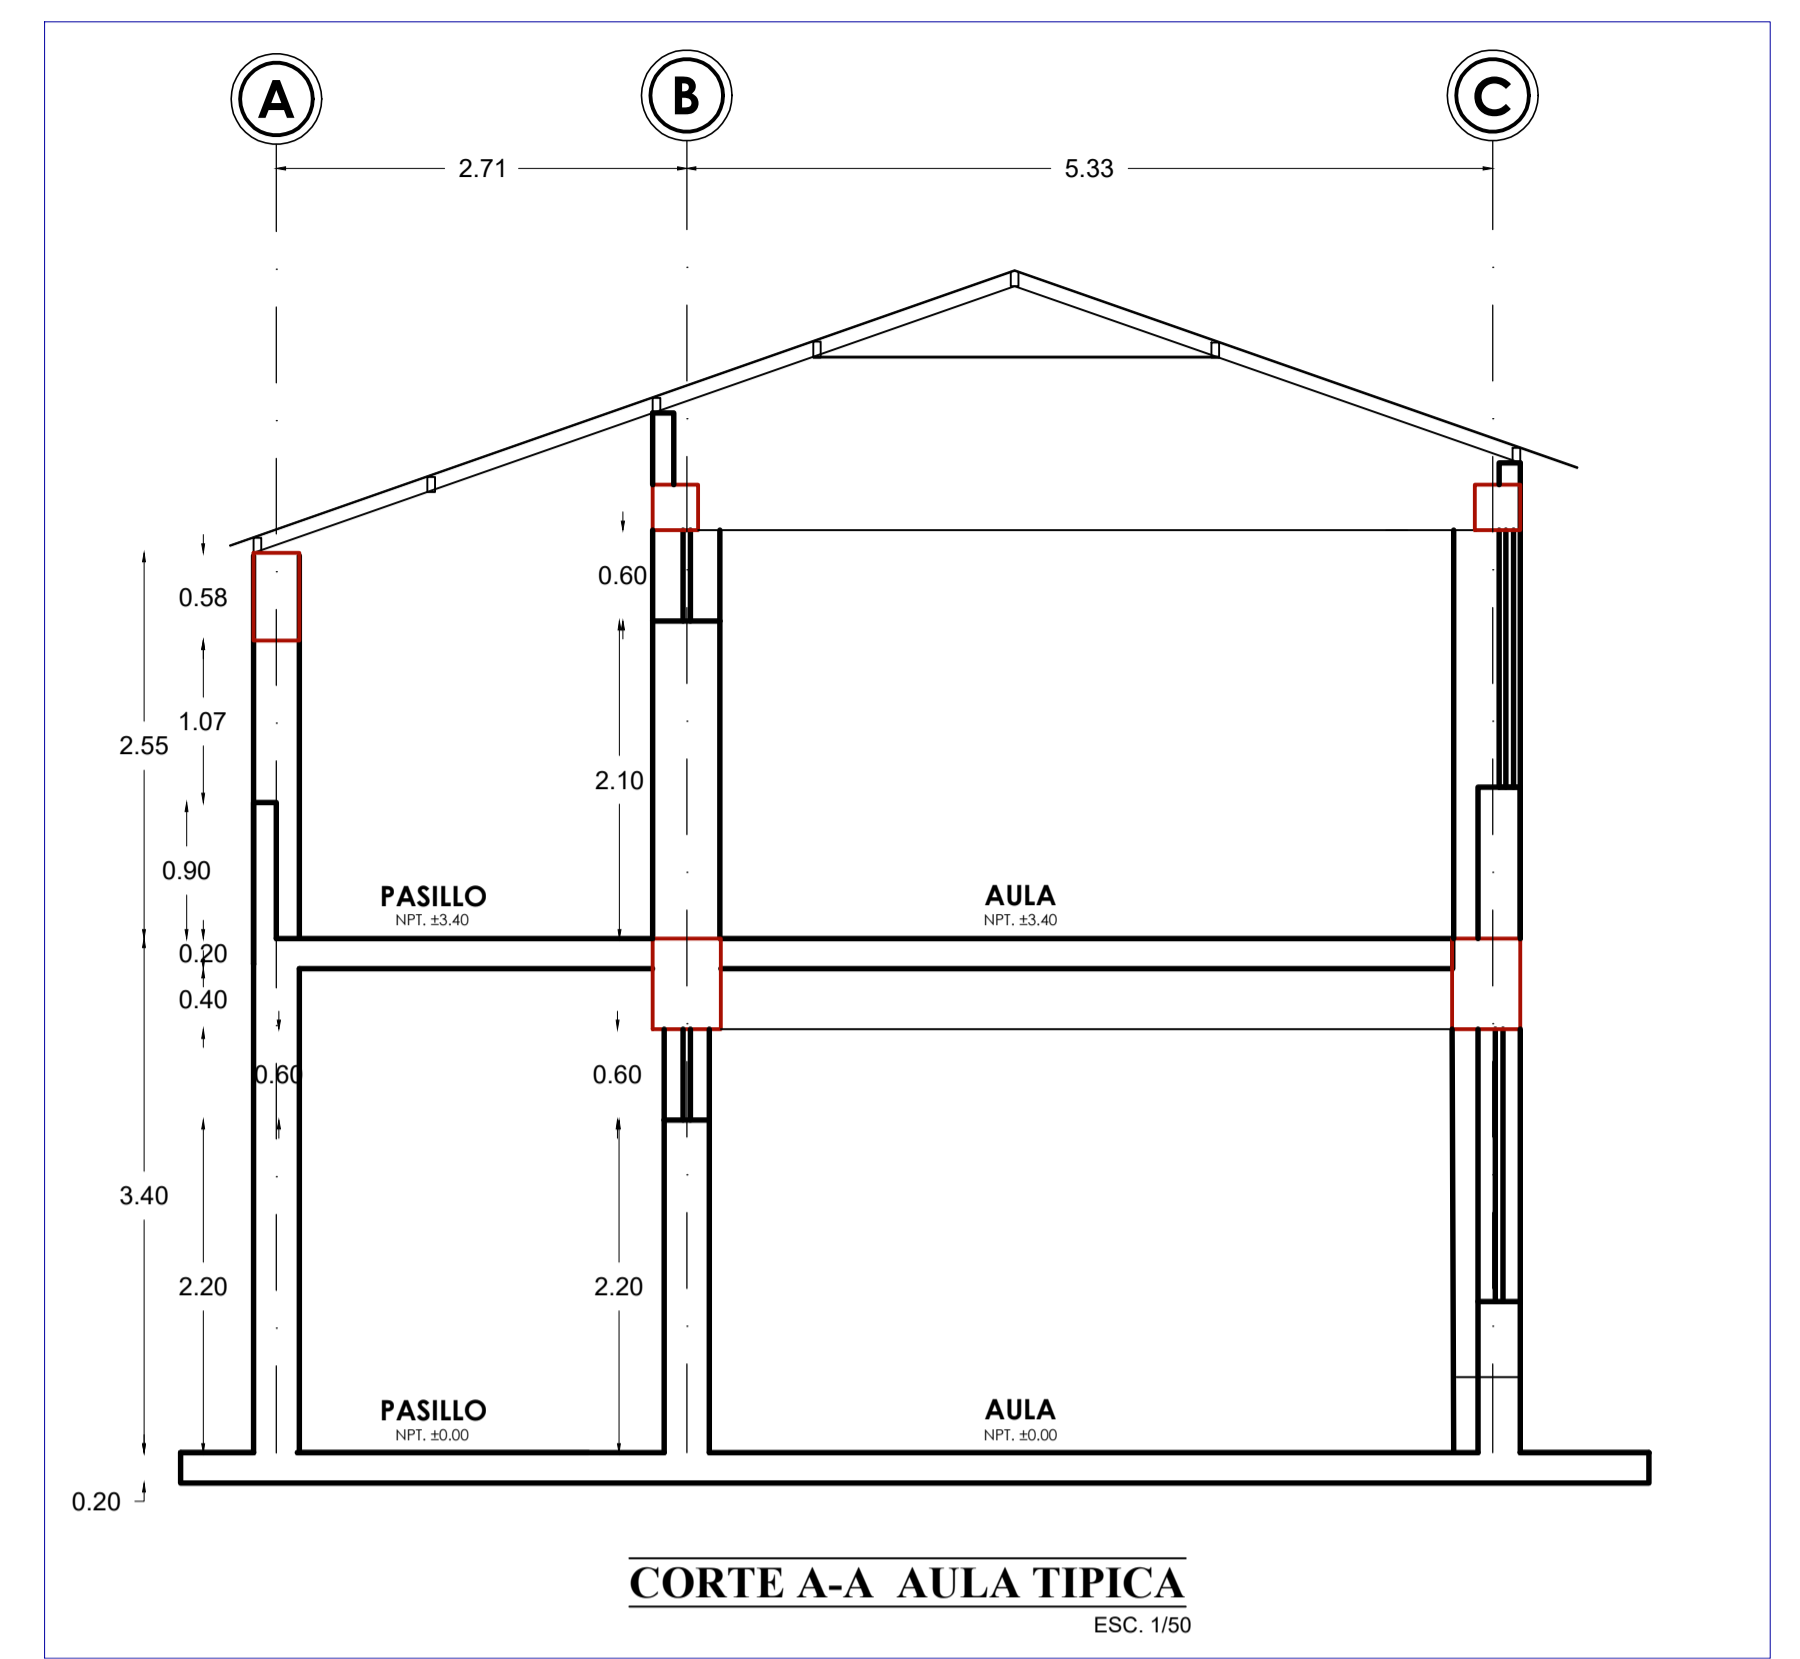 A B C
2.71 5.33
0.60
0.58
1.07
2.55
2.10
0.90
PASILLO AULA
NPT. ±3.40 NPT. ±3.40
0.20
0.40
0.60 0.60
3.40
2.20 2.20
PASILLO AULA
NPT. ±0.00 NPT. ±0.00
0.20
CORTE A-A AULA TIPICA
ESC. 1/50